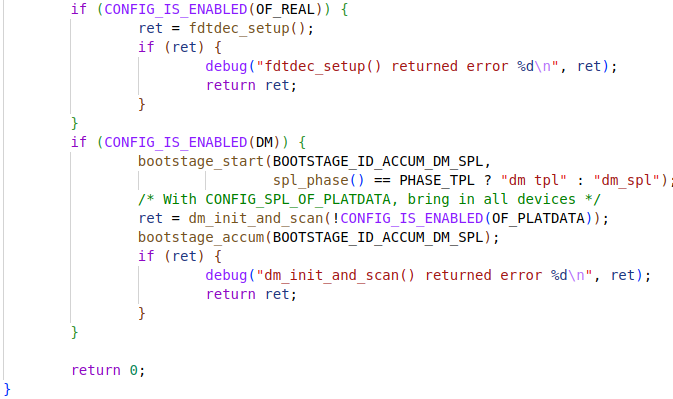 if (CONFIG_IS_ENABLED(OF_REAL)) {
ret = fdtdec_setup();
if (ret) {
debug("fdtdec_setup() returned error %d\n", ret);
return ret;
}
}
if (CONFIG_IS_ENABLED(DM)) {
bootstage_start(BOOTSTAGE_ID_ACCUM_DM_SPL,
spl_phase() == PHASE_TPL ? "dm tpl" : "dm_spl");
/* With CONFIG_SPL_OF_PLATDATA, bring in all devices */
ret = dm_init_and_scan(!CONFIG_IS_ENABLED(OF_PLATDATA));
bootstage_accum(BOOTSTAGE_ID_ACCUM_DM_SPL);
if (ret) {
debug("dm_init_and_scan() returned error %d\n", ret);
return ret;
}
}
return 0;
}